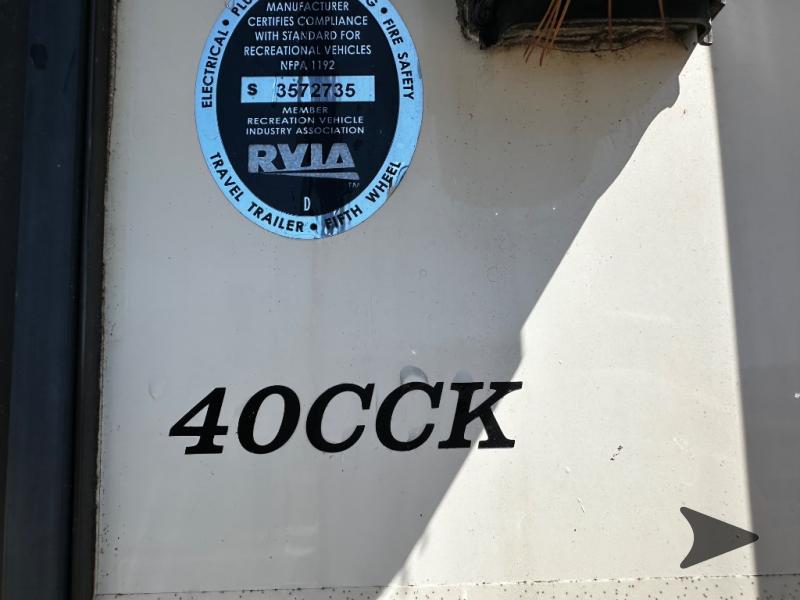 MANUFACTURER
CERTIFIES COMPLIANCE
WITH STANDARD FOR
RECREATIONAL VEHICLES
NFPA 1192
S 3572735
MEMBER
RECREATION VEHICLE
INDUSTRY ASSOCIATION
RVIA
TM
D
ELECTRICAL •
• FIRE SAFETY
TRAVEL TRAILER • FIFTH WHEEL
40CCK